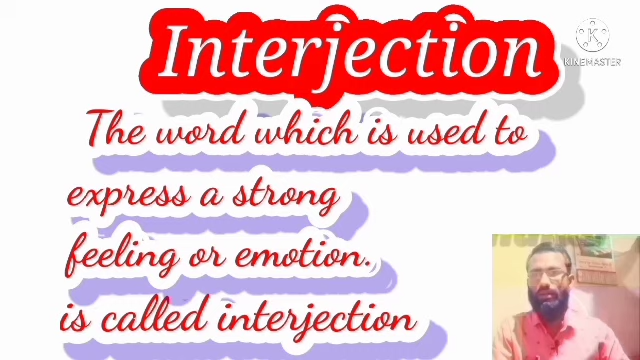 Interjection
KINEMASTER
The word which is used to
express a strong
feeling or emotion.
is called interjection